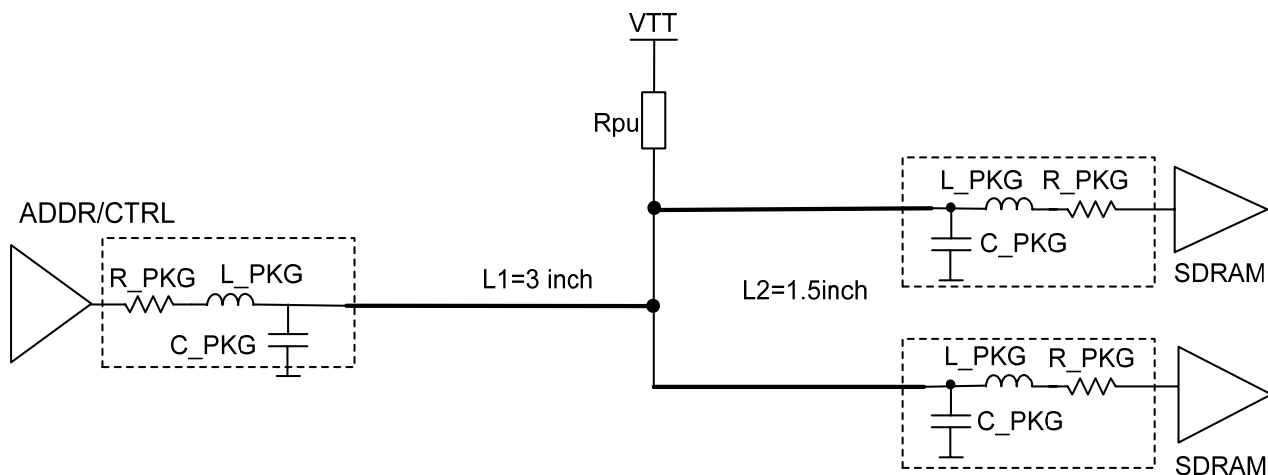 VTT
Rpu
ADDR/CTRL
R_PKG L_PKG
C_PKG
L1=3 inch
L2=1.5inch
L_PKG R_PKG
C_PKG
SDRAM
L_PKG R_PKG
C_PKG
SDRAM